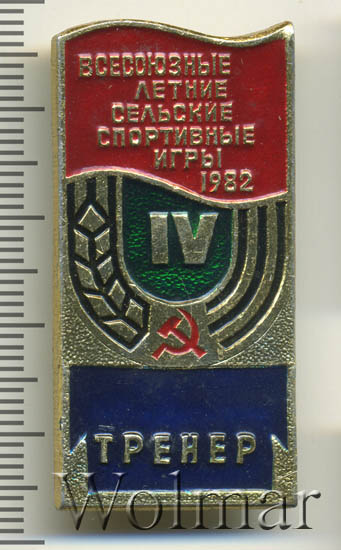 ВСЕСОЮЗНЫЕ
ЛЕТНИЕ
СЕЛЬСКИЕ
СПОРТИВНЫЕ
ИГРЫ
1982
IV
ТРЕНЕР
Wolmar